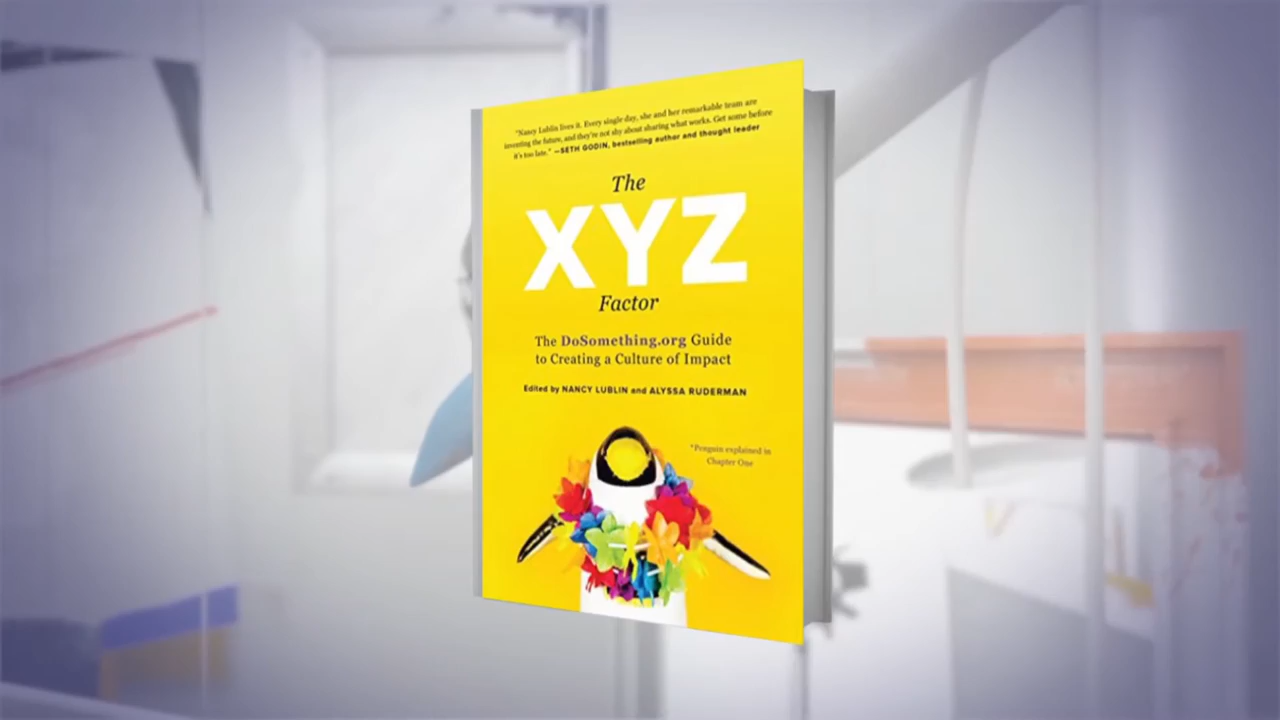 "Nancy Lublin lives it. Every single day, she and her remarkable team are
inventing the future, and they're not shy about sharing what works. Get some before
it's too late." —SETH GODIN, bestselling author and thought leader
The
XYZ
Factor
The DoSomething.org Guide
to Creating a Culture of Impact
Edited by NANCY LUBLIN and ALYSSA RUDERMAN
*Penguin explained in
Chapter One